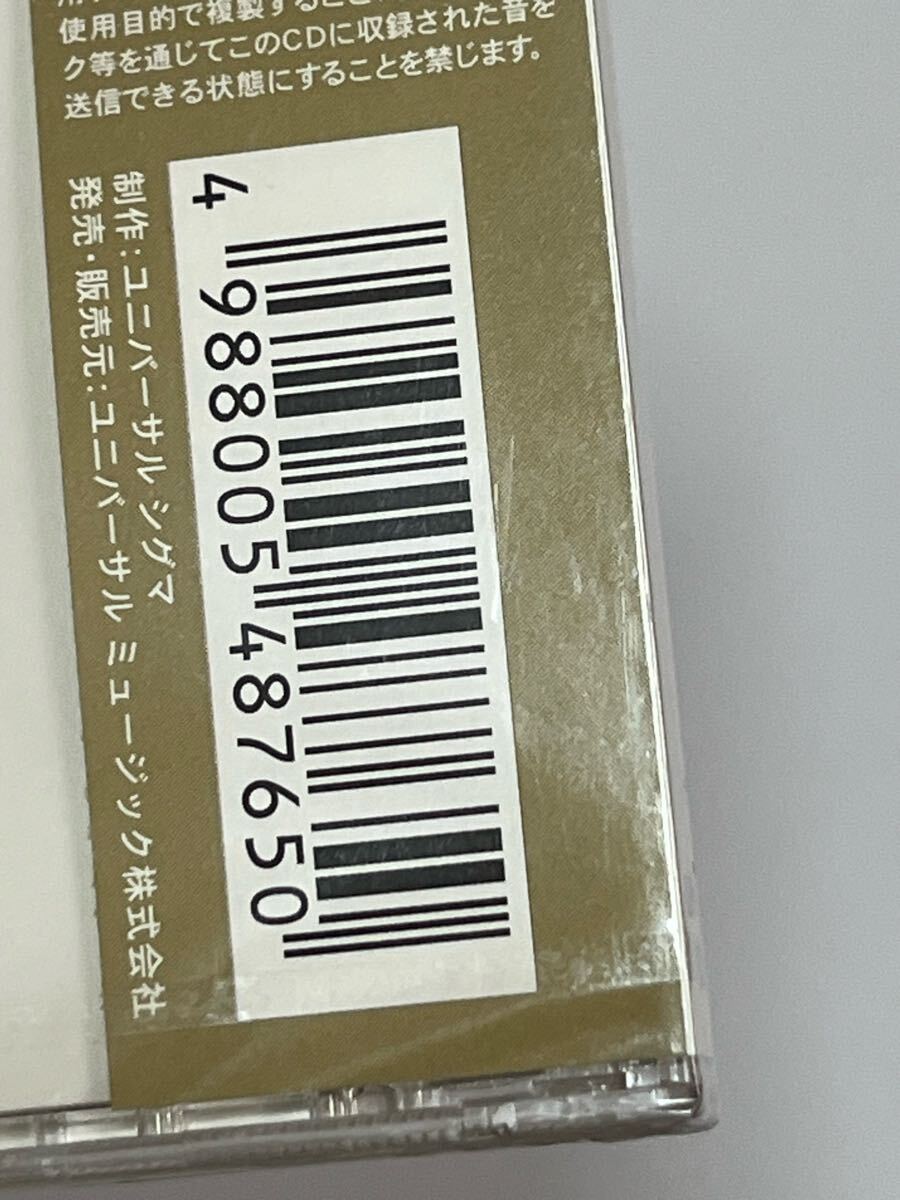 使用目的で複製すること
ク等を通じてこのCDに収録された音を
送信できる状態にすることを禁じます。
制作：ユニバーサル シグマ
発売・販売元：ユニバーサル ミュージック株式会社
4 988005 487650